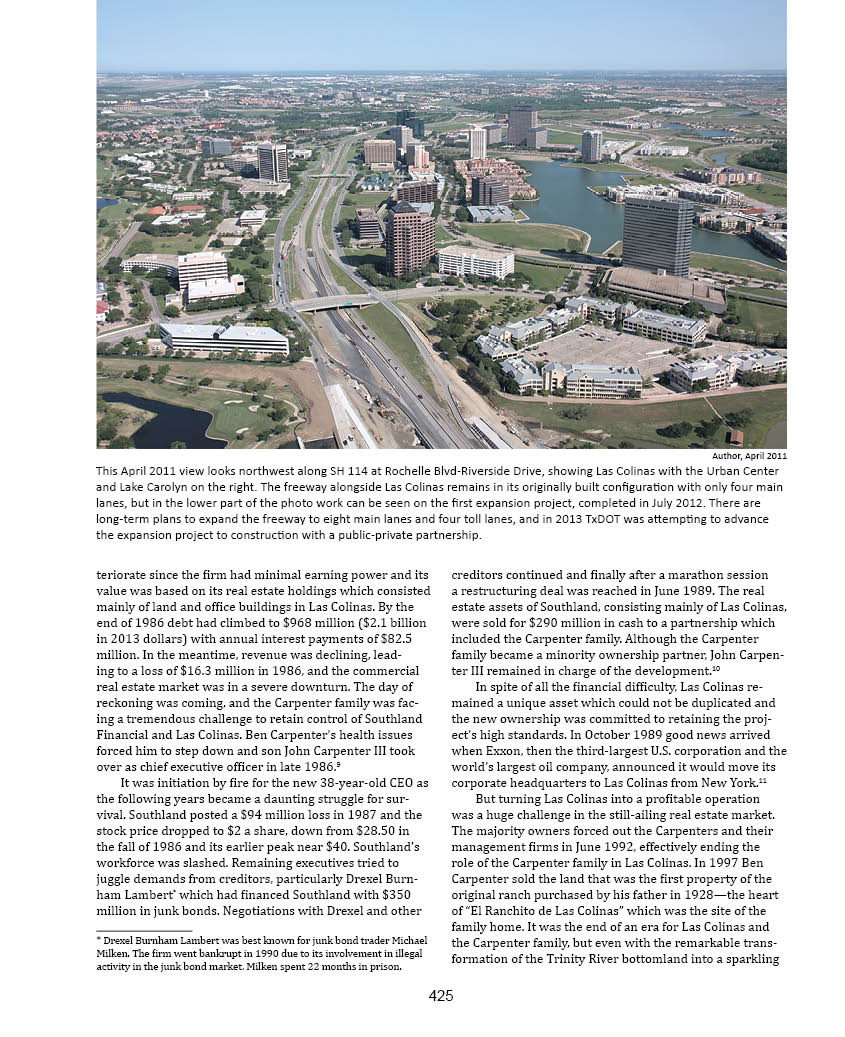 Author, April 2011
This April 2011 view looks northwest along SH 114 at Rochelle Blvd-Riverside Drive, showing Las Colinas with the Urban Center
and Lake Carolyn on the right. The freeway alongside Las Colinas remains in its originally built configuration with only four main
lanes, but in the lower part of the photo work can be seen on the first expansion project, completed in July 2012. There are
long-term plans to expand the freeway to eight main lanes and four toll lanes, and in 2013 TxDOT was attempting to advance
the expansion project to construction with a public-private partnership.
teriorate since the firm had minimal earning power and its
value was based on its real estate holdings which consisted
mainly of land and office buildings in Las Colinas. By the
end of 1986 debt had climbed to $968 million ($2.1 billion
in 2013 dollars) with annual interest payments of $82.5
million. In the meantime, revenue was declining, lead-
ing to a loss of $16.3 million in 1986, and the commercial
real estate market was in a severe downturn. The day of
reckoning was coming, and the Carpenter family was fac-
ing a tremendous challenge to retain control of Southland
Financial and Las Colinas. Ben Carpenter's health issues
forced him to step down and son John Carpenter III took
over as chief executive officer in late 1986.⁹
It was initiation by fire for the new 38-year-old CEO as
the following years became a daunting struggle for sur-
vival. Southland posted a $94 million loss in 1987 and the
stock price dropped to $2 a share, down from $28.50 in
the fall of 1986 and its earlier peak near $40. Southland's
workforce was slashed. Remaining executives tried to
juggle demands from creditors, particularly Drexel Burn-
ham Lambert* which had financed Southland with $350
million in junk bonds. Negotiations with Drexel and other
* Drexel Burnham Lambert was best known for junk bond trader Michael
Milken. The firm went bankrupt in 1990 due to its involvement in illegal
activity in the junk bond market. Milken spent 22 months in prison.
creditors continued and finally after a marathon session
a restructuring deal was reached in June 1989. The real
estate assets of Southland, consisting mainly of Las Colinas,
were sold for $290 million in cash to a partnership which
included the Carpenter family. Although the Carpenter
family became a minority ownership partner, John Carpen-
ter III remained in charge of the development.¹⁰
In spite of all the financial difficulty, Las Colinas re-
mained a unique asset which could not be duplicated and
the new ownership was committed to retaining the proj-
ect's high standards. In October 1989 good news arrived
when Exxon, then the third-largest U.S. corporation and the
world's largest oil company, announced it would move its
corporate headquarters to Las Colinas from New York.¹¹
But turning Las Colinas into a profitable operation
was a huge challenge in the still-ailing real estate market.
The majority owners forced out the Carpenters and their
management firms in June 1992, effectively ending the
role of the Carpenter family in Las Colinas. In 1997 Ben
Carpenter sold the land that was the first property of the
original ranch purchased by his father in 1928—the heart
of "El Ranchito de Las Colinas" which was the site of the
family home. It was the end of an era for Las Colinas and
the Carpenter family, but even with the remarkable trans-
formation of the Trinity River bottomland into a sparkling
425